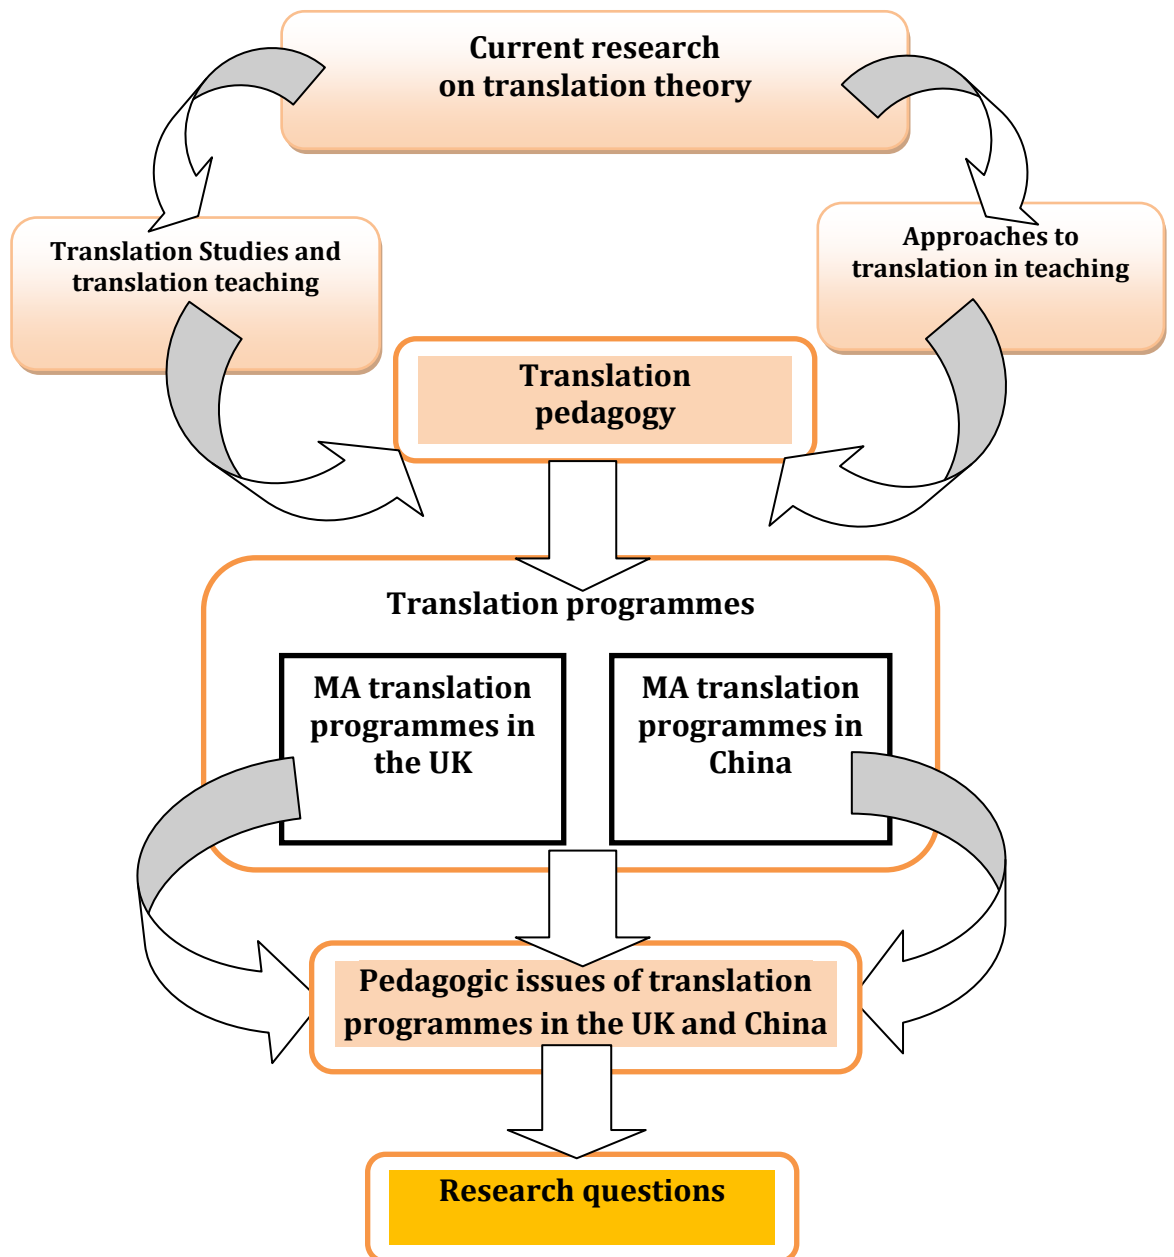 Current research
on translation theory
Translation Studies and
translation teaching
Approaches to
translation in teaching
Translation
pedagogy
Translation programmes
MA translation
programmes in
the UK
MA translation
programmes in
China
Pedagogic issues of translation
programmes in the UK and China
Research questions